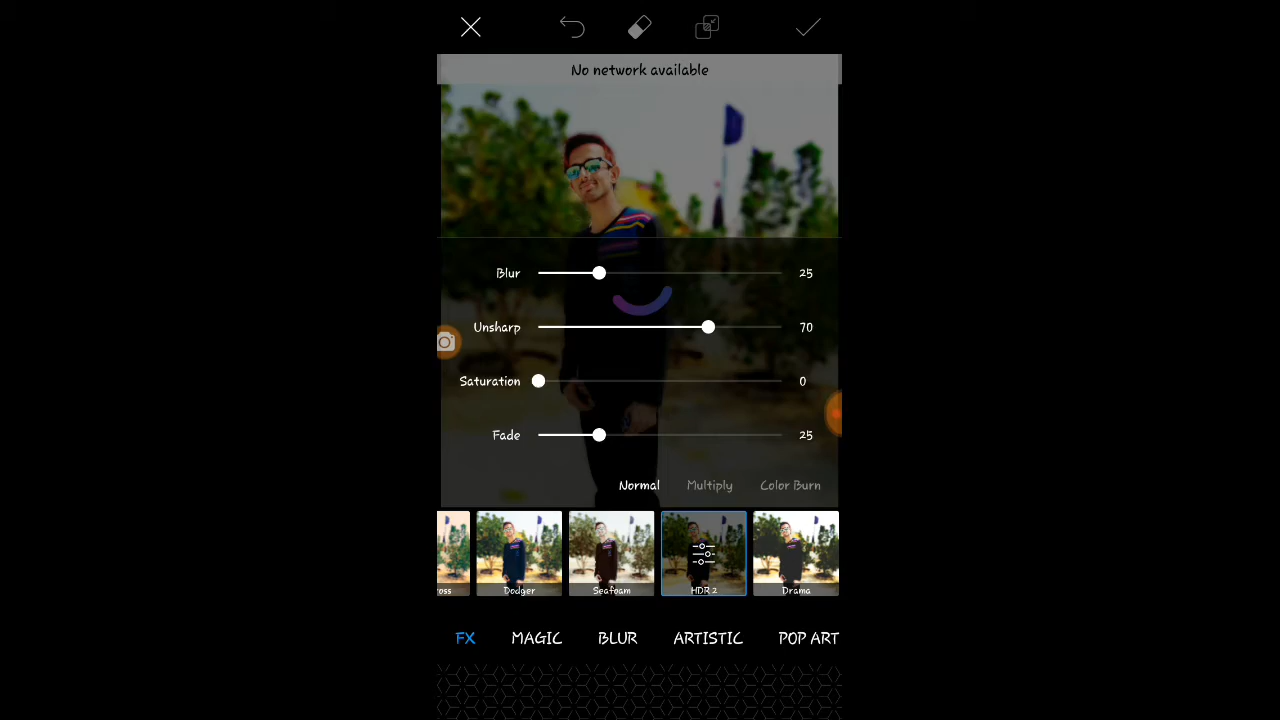 No network available
Blur 25
Unsharp 70
Saturation 0
Fade 25
Normal Multiply Color Burn
oss Dodger Seafoam HDR 2 Drama
FX MAGIC BLUR ARTISTIC POP ART